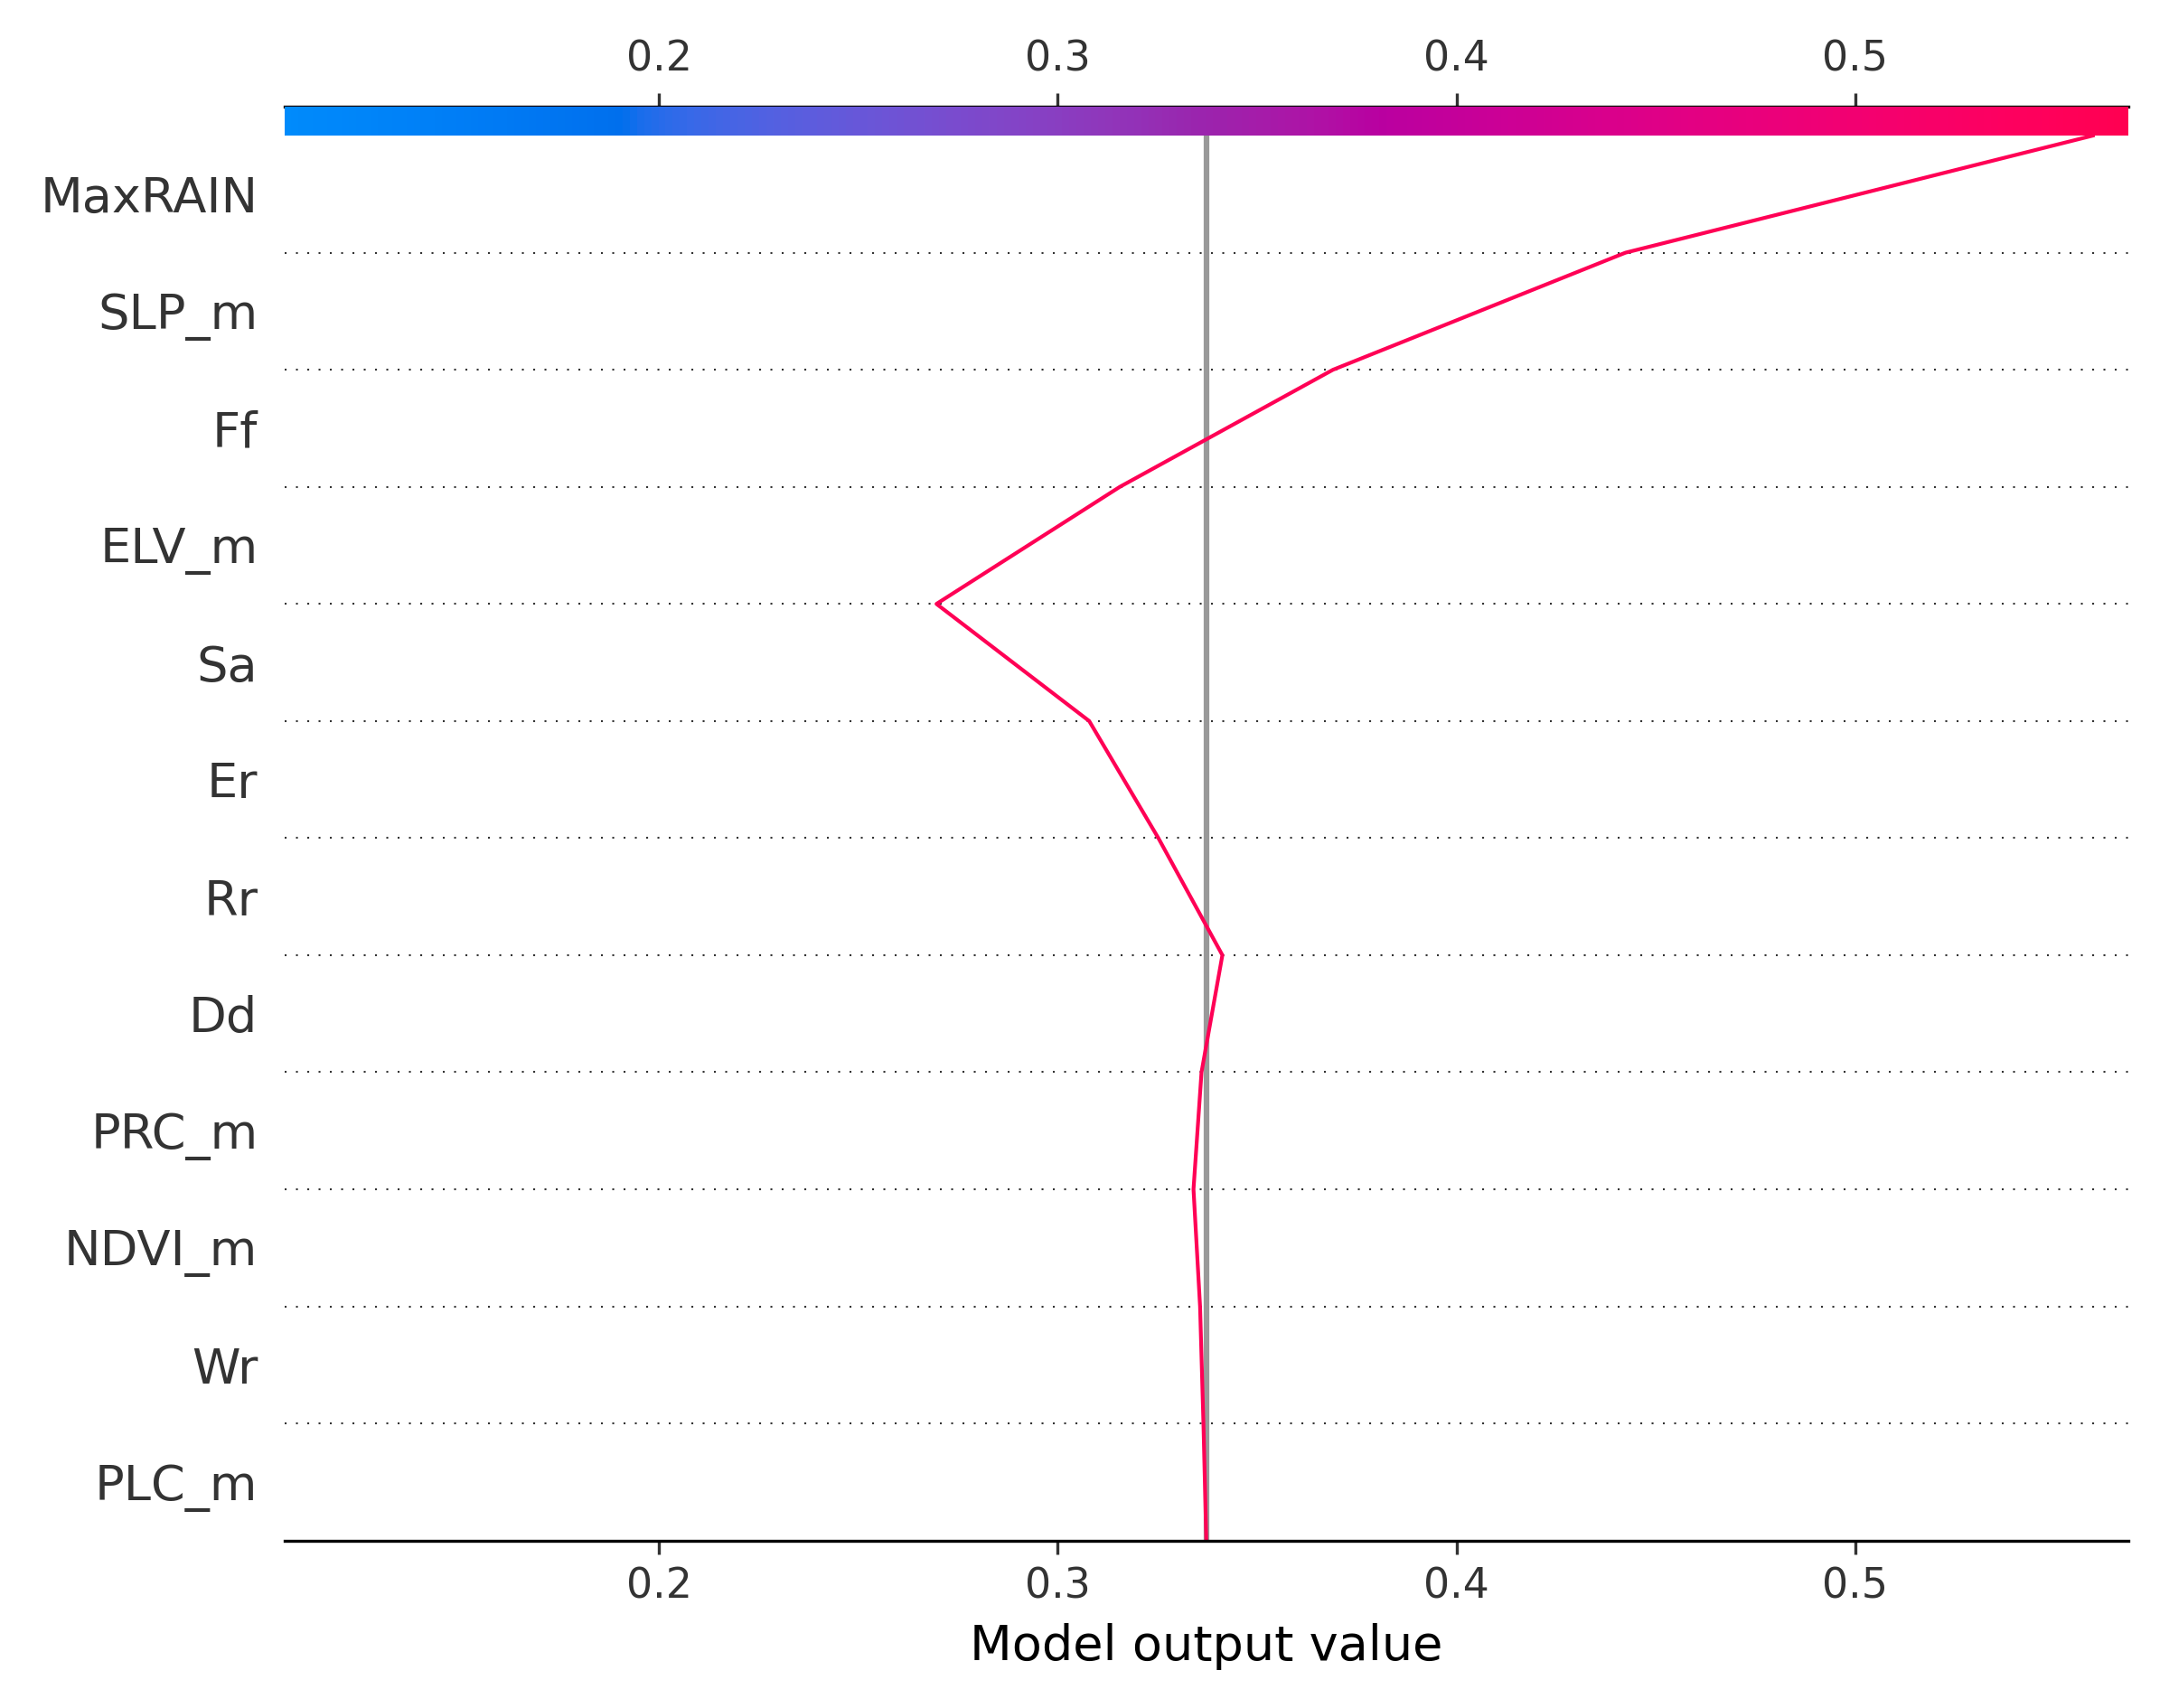 0.2 0.3 0.4 0.5
MaxRAIN
SLP_m
Ff
ELV_m
Sa
Er
Rr
Dd
PRC_m
NDVI_m
Wr
PLC_m
0.2 0.3 0.4 0.5
Model output value